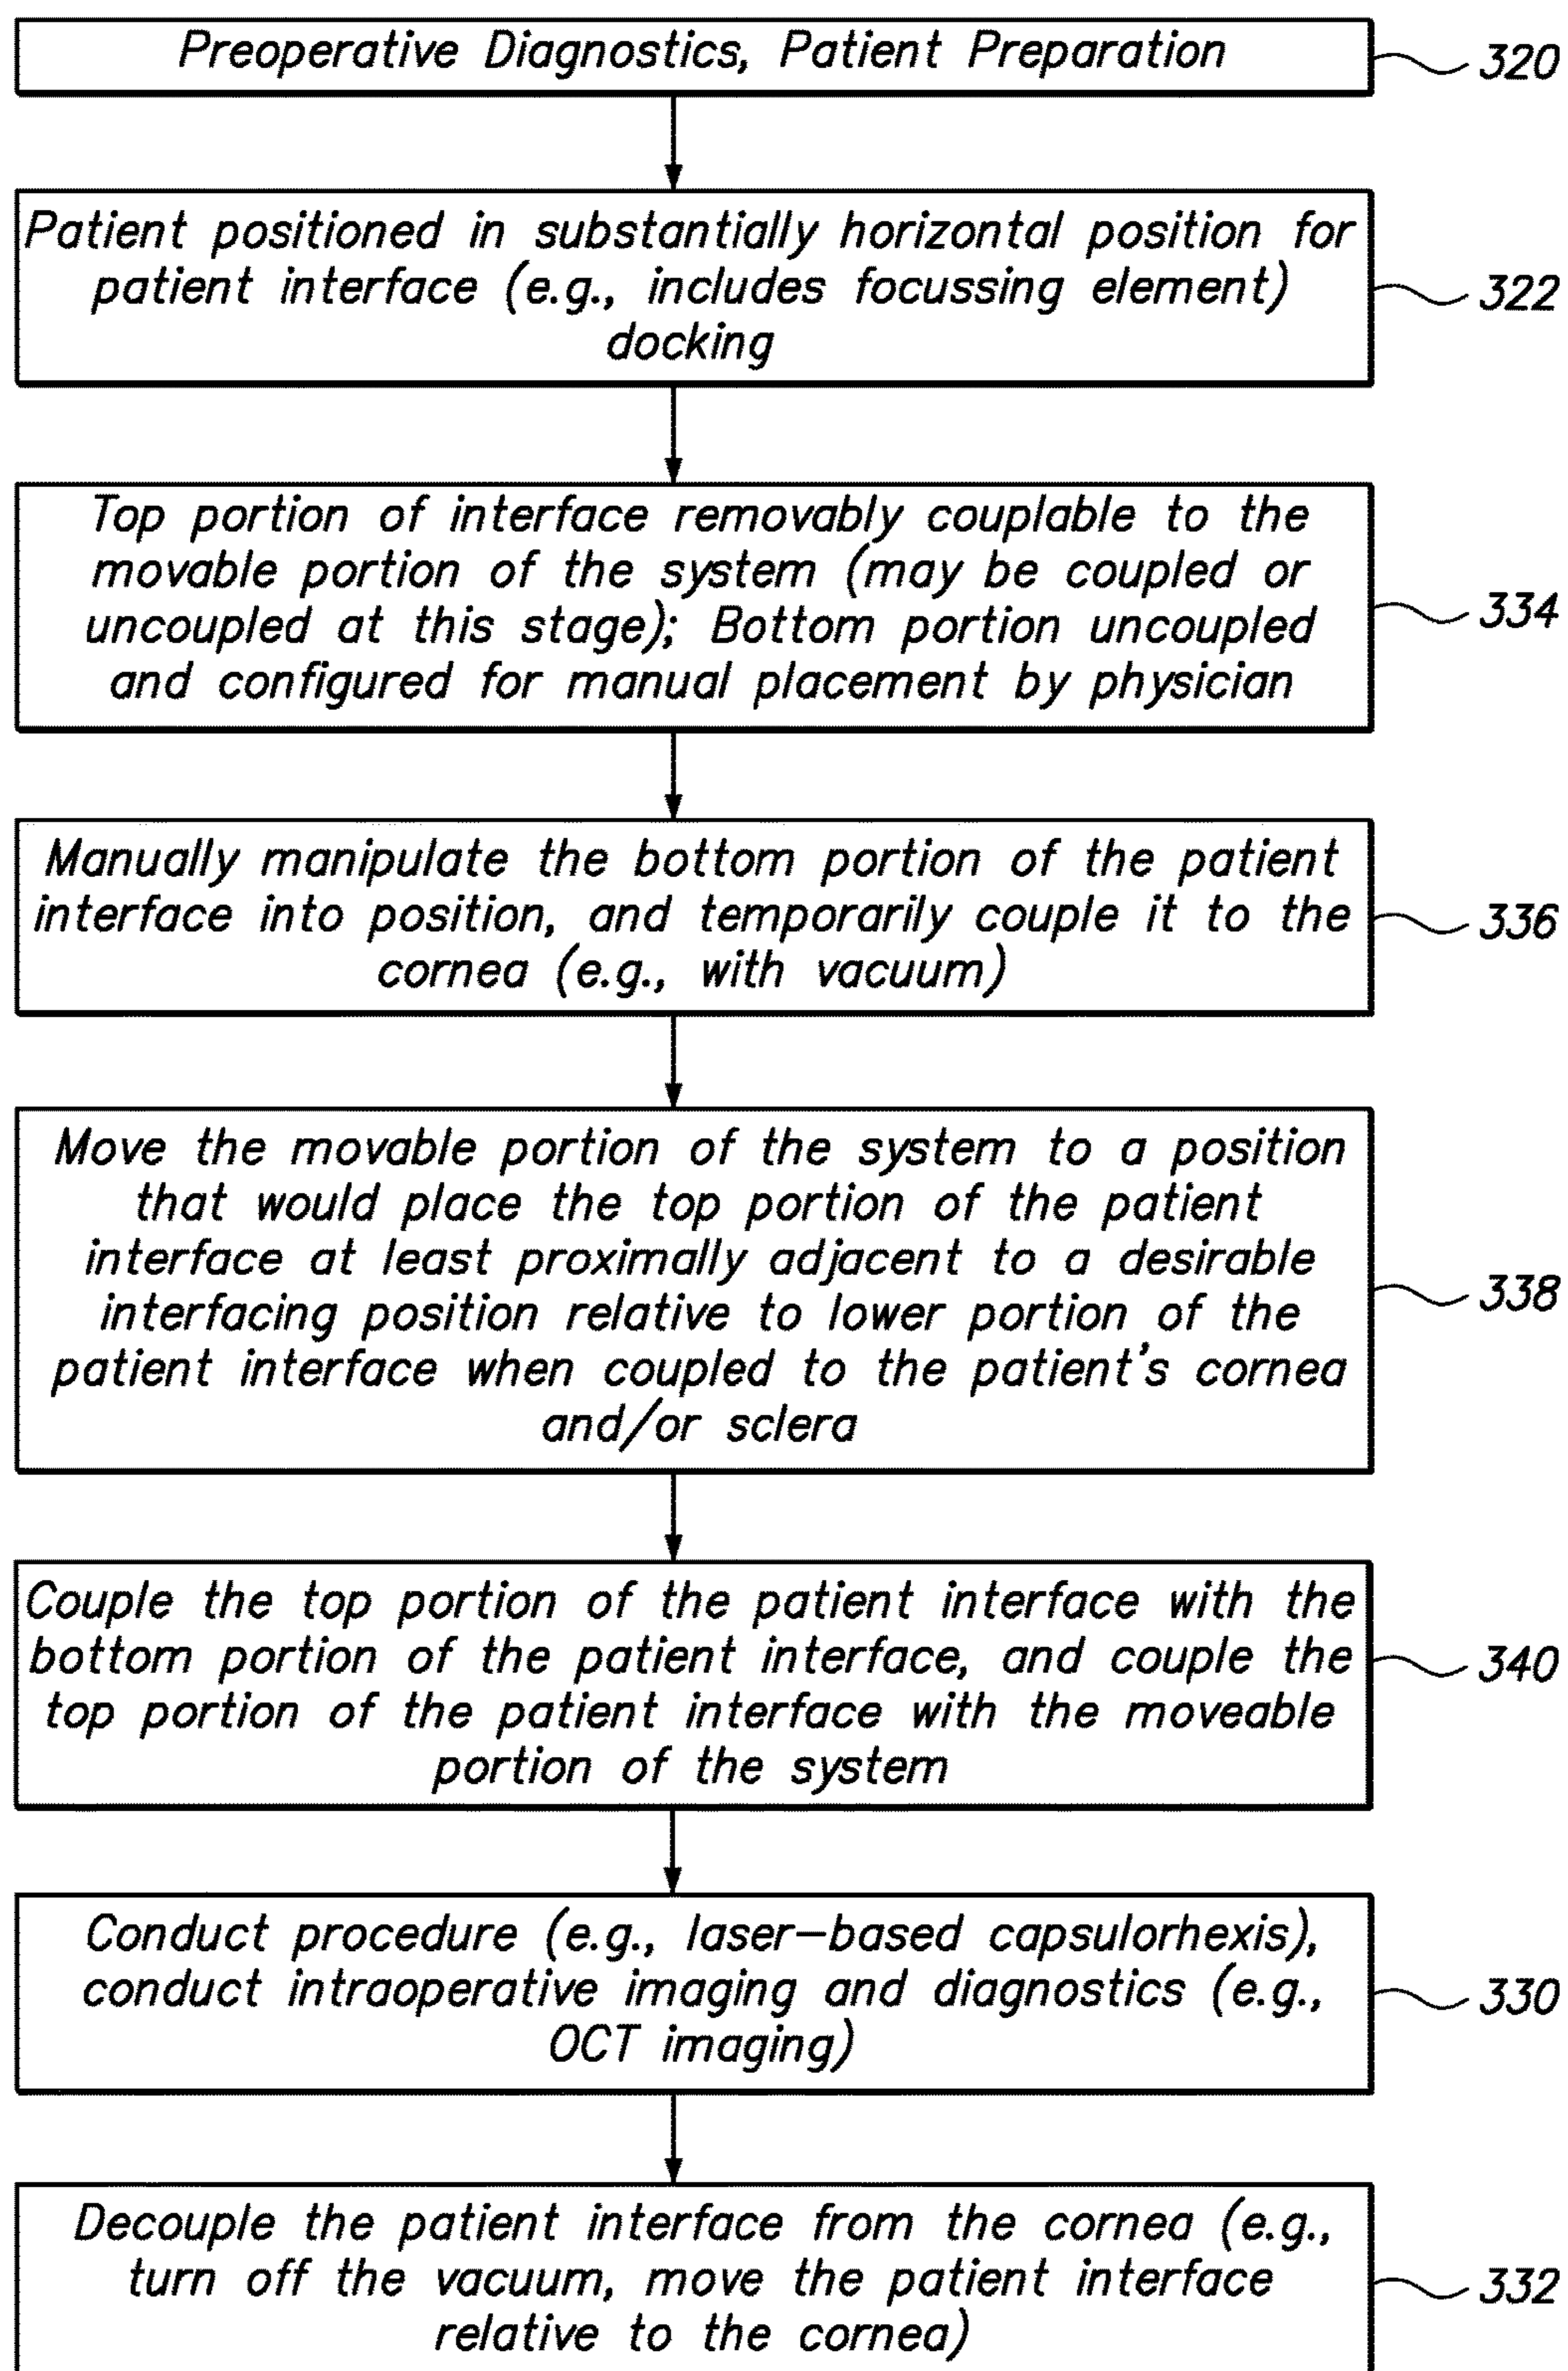 Preoperative Diagnostics, Patient Preparation
320
Patient positioned in substantially horizontal position for
patient interface (e.g., includes focussing element)
docking
322
Top portion of interface removably couplable to the
movable portion of the system (may be coupled or
uncoupled at this stage); Bottom portion uncoupled
and configured for manual placement by physician
334
Manually manipulate the bottom portion of the patient
interface into position, and temporarily couple it to the
cornea (e.g., with vacuum)
336
Move the movable portion of the system to a position
that would place the top portion of the patient
interface at least proximally adjacent to a desirable
interfacing position relative to lower portion of the
patient interface when coupled to the patient's cornea
and/or sclera
338
Couple the top portion of the patient interface with the
bottom portion of the patient interface, and couple the
top portion of the patient interface with the moveable
portion of the system
340
Conduct procedure (e.g., laser-based capsulorhexis),
conduct intraoperative imaging and diagnostics (e.g.,
OCT imaging)
330
Decouple the patient interface from the cornea (e.g.,
turn off the vacuum, move the patient interface
relative to the cornea)
332